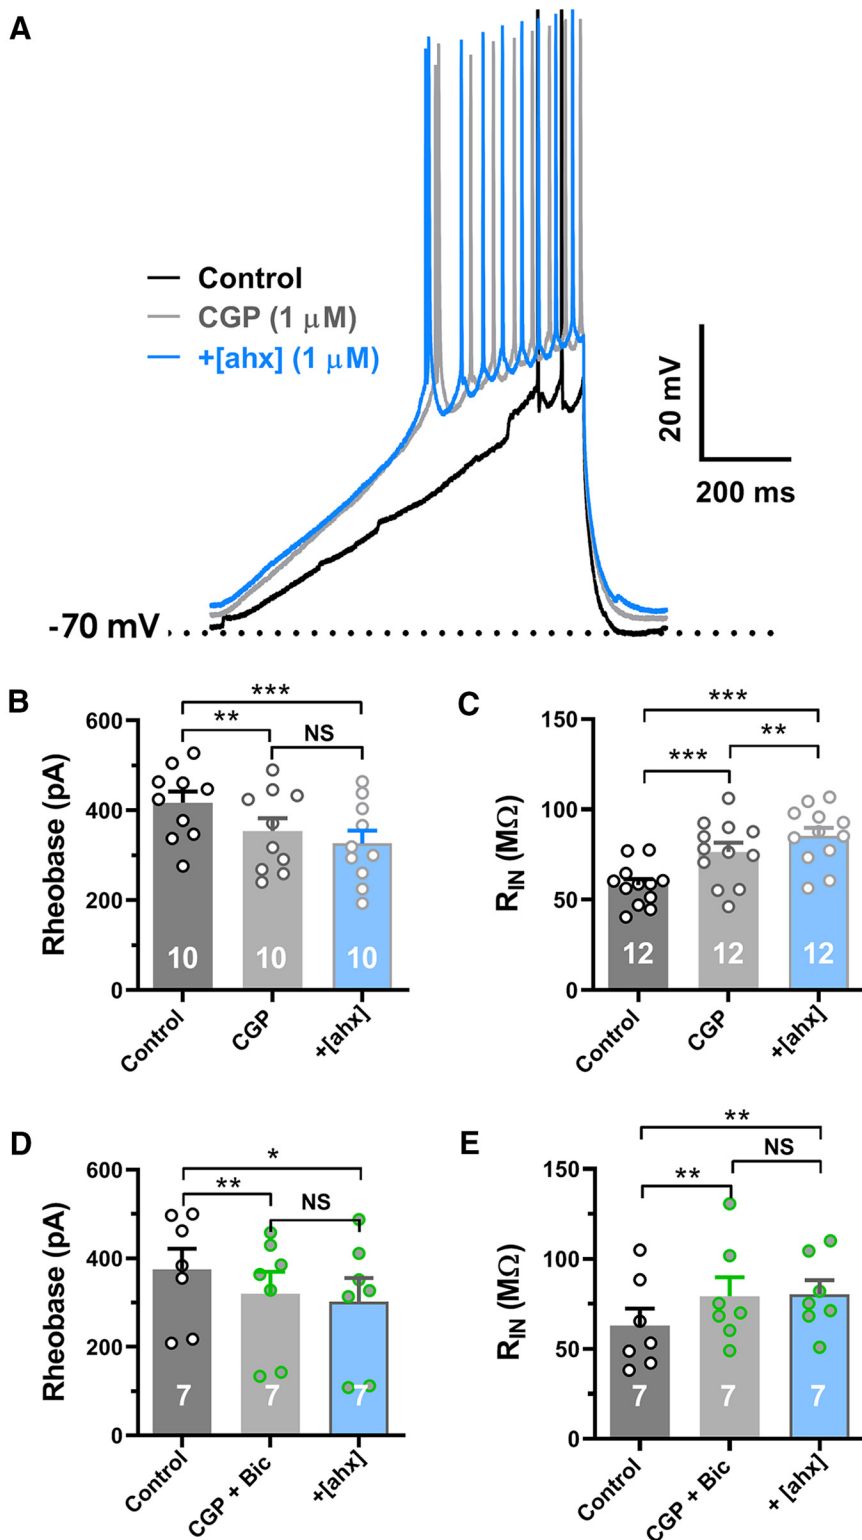 A
Control
CGP (1 μM)
+[ahx] (1 μM)
20 mV
200 ms
-70 mV
B
***
**
NS
Rheobase (pA)
600
400
200
0
10
10
10
Control
CGP
+[ahx]
C
***
***
**
R_IN (MΩ)
150
100
50
0
12
12
12
Control
CGP
+[ahx]
D
*
**
NS
Rheobase (pA)
600
400
200
0
7
7
7
Control
CGP + Bic
+[ahx]
E
**
NS
**
R_IN (MΩ)
150
100
50
0
7
7
7
Control
CGP + Bic
+ [ahx]